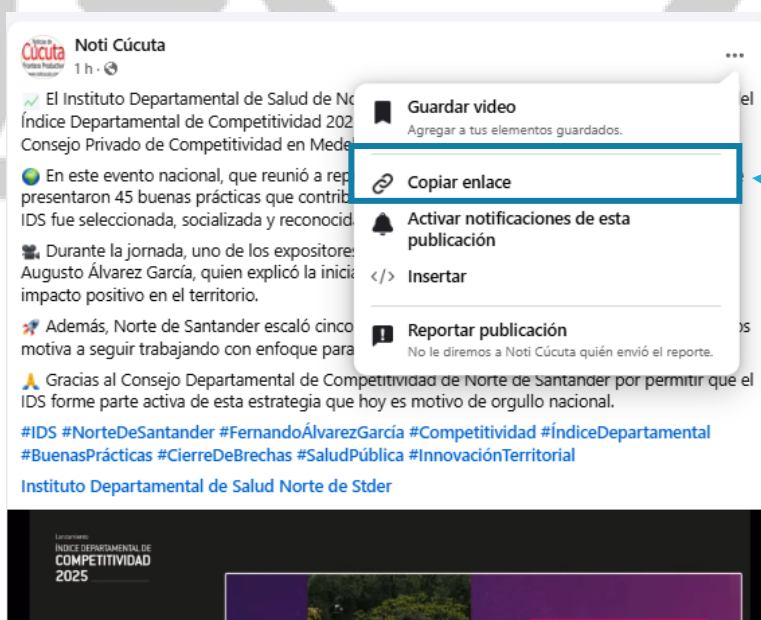 Cúcuta
Noti Cúcuta
1 h ·
El Instituto Departamental de Salud de No
el
Índice Departamental de Competitividad 202
Consejo Privado de Competitividad en Mede
En este evento nacional, que reunió a rep
presentaron 45 buenas prácticas que contrib
IDS fue seleccionada, socializada y reconocid
Durante la jornada, uno de los expositores
Augusto Álvarez García, quien explicó la inicia
impacto positivo en el territorio.
Además, Norte de Santander escaló cinco
os
motiva a seguir trabajando con enfoque para
Guardar video
Agregar a tus elementos guardados.
Copiar enlace
Activar notificaciones de esta
publicación
</> Insertar
Reportar publicación
No le diremos a Noti Cúcuta quién envió el reporte.
Gracias al Consejo Departamental de Competitividad de Norte de Santander por permitir que el
IDS forme parte activa de esta estrategia que hoy es motivo de orgullo nacional.
#IDS #NorteDeSantander #FernandoÁlvarezGarcía #Competitividad #ÍndiceDepartamental
#BuenasPrácticas #CierreDeBrechas #SaludPública #InnovaciónTerritorial
Instituto Departamental de Salud Norte de Stder
Lanzamiento
ÍNDICE DEPARTAMENTAL DE
COMPETITIVIDAD
2025